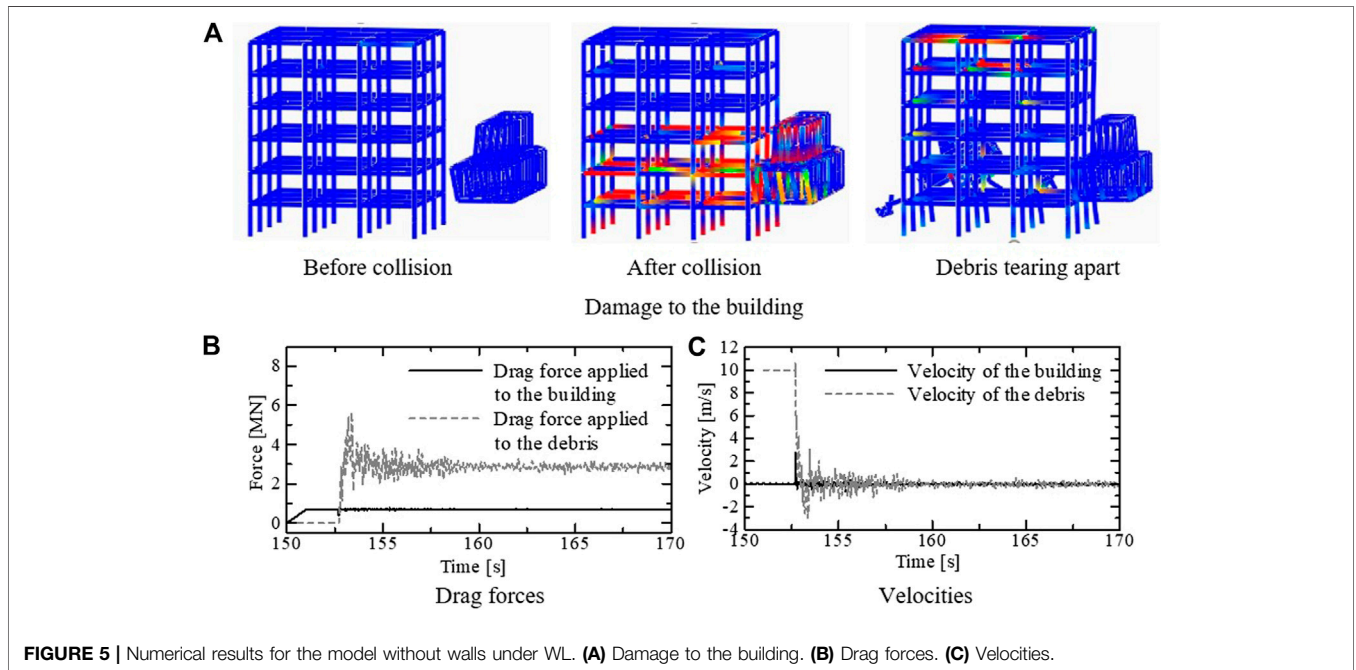 A
Before collision
After collision
Debris tearing apart
Damage to the building
B
Force [MN]
8
6
4
2
0
Drag force applied
to the building
Drag force applied
to the debris
150
155
160
165
170
Time [s]
Drag forces
C
Velocity [m/s]
12
10
8
6
4
2
0
-2
-4
Velocity of the building
Velocity of the debris
150
155
160
165
170
Time [s]
Velocities
FIGURE 5 | Numerical results for the model without walls under WL. (A) Damage to the building. (B) Drag forces. (C) Velocities.